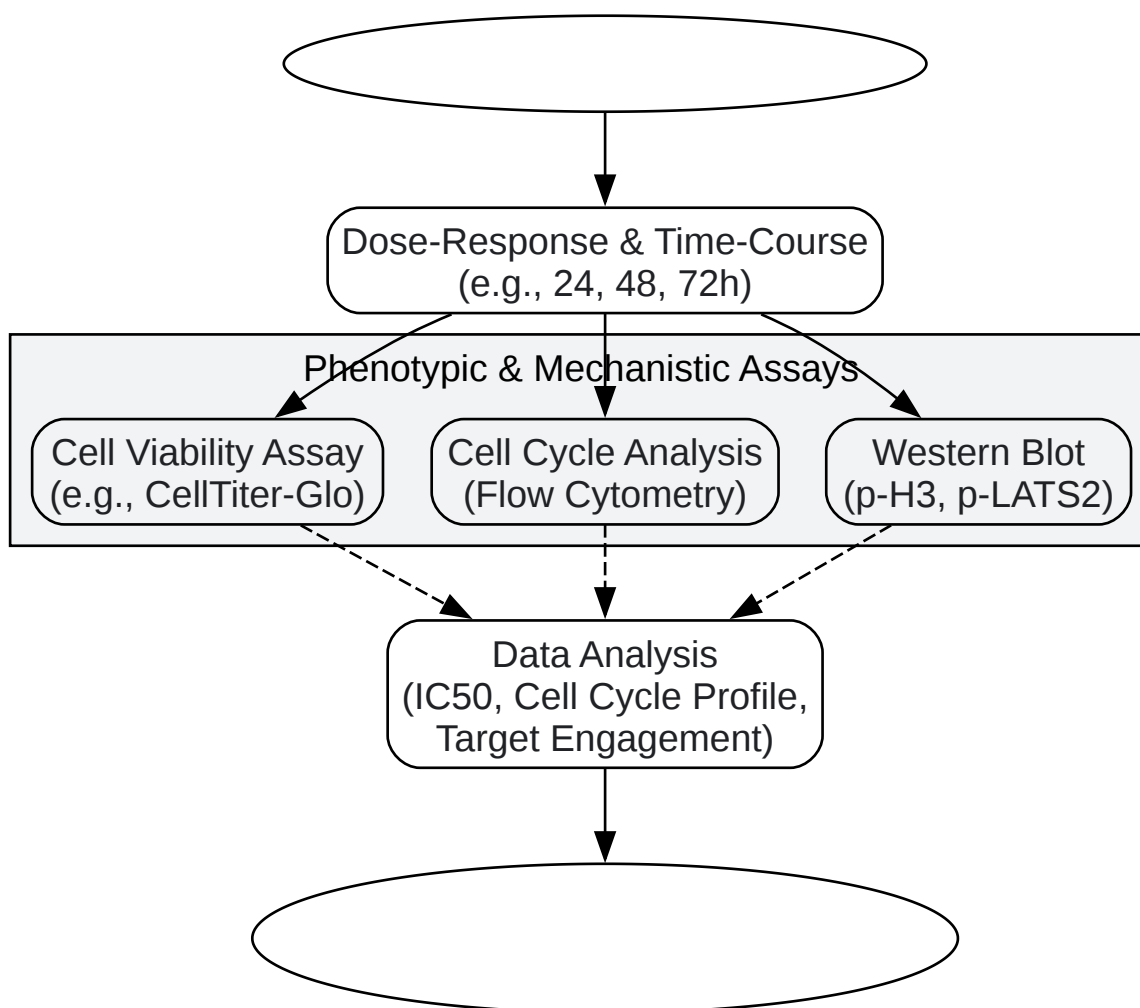 Dose-Response & Time-Course
(e.g., 24, 48, 72h)
Phenotypic & Mechanistic Assays
Cell Viability Assay
(e.g., CellTiter-Glo)
Cell Cycle Analysis
(Flow Cytometry)
Western Blot
(p-H3, p-LATS2)
Data Analysis
(IC50, Cell Cycle Profile,
Target Engagement)